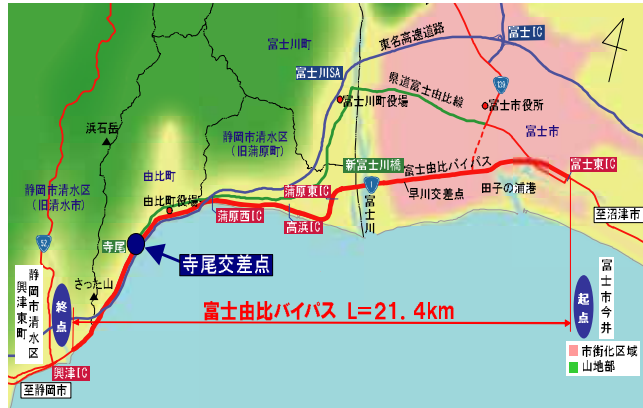 東名高速道路
富士IC
富士川町
富士川SA
139
県道富士由比線
富士川町役場
富士市役所
浜石岳
静岡市清水区
(旧蒲原町)
富士市
新富士川橋
富士由比バイパス
富士東IC
由比町
静岡市清水区
(旧清水市)
蒲原東IC
1
由比町役場
早川交差点
田子の浦港
蒲原西IC
富士川
高浜IC
至沼津市
52
寺尾
寺尾交差点
さった山
静岡市清水区
興津東町
終点
富士由比バイパス L=21.4km
起点
富士市今井
市街化区域
山地部
興津IC
至静岡市